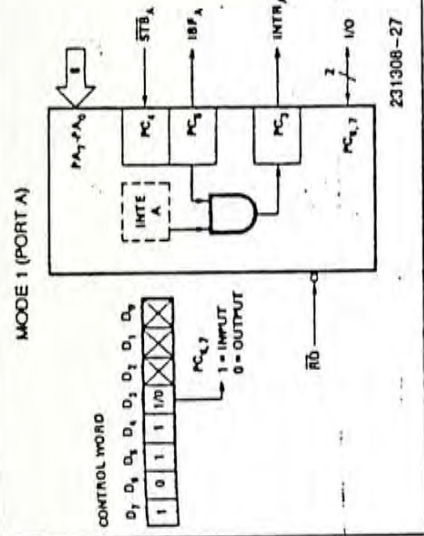 MODE 1 (PORT A)
CONTROL WORD
D7 D6 D5 D4 D3 D2 D1 D0
1 0 1 1 1/0
PC6,7
1 = INPUT
0 = OUTPUT
RD
PA7-PA0
8
INTE
A
PC4
STBA
PC5
IBFA
PC3
INTRA
PC6,7
2
I/O
231308-27